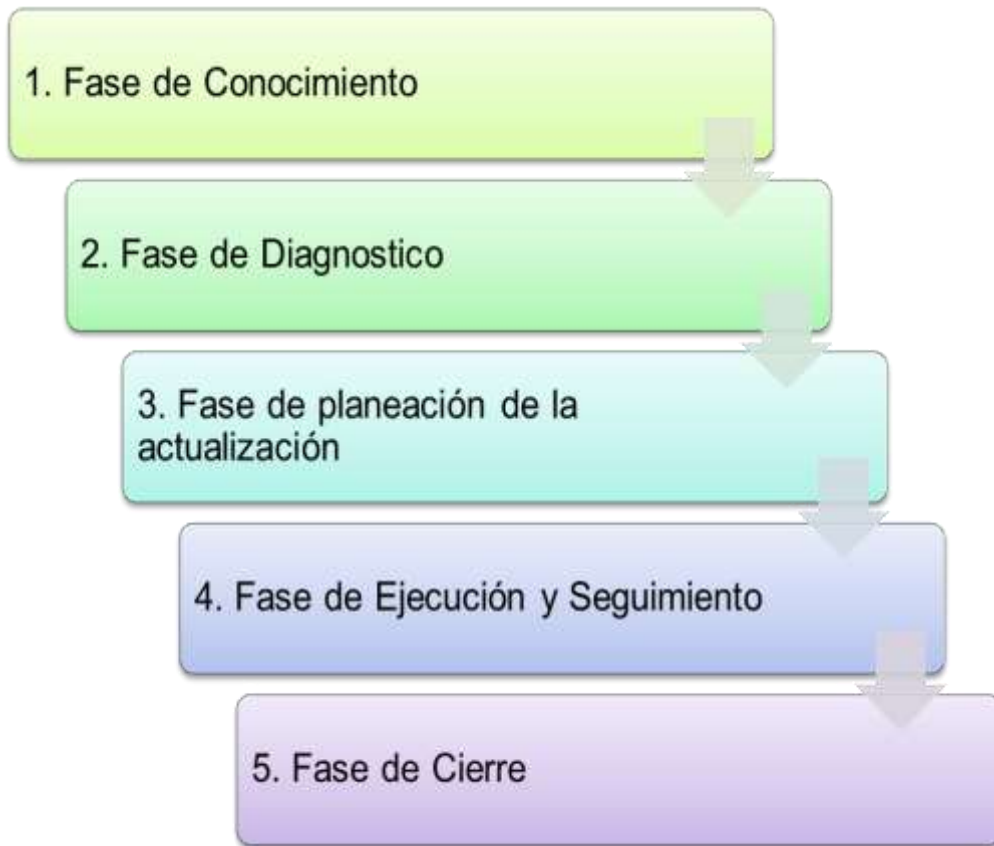 1. Fase de Conocimiento
2. Fase de Diagnostico
3. Fase de planeación de la
actualización
4. Fase de Ejecución y Seguimiento
5. Fase de Cierre